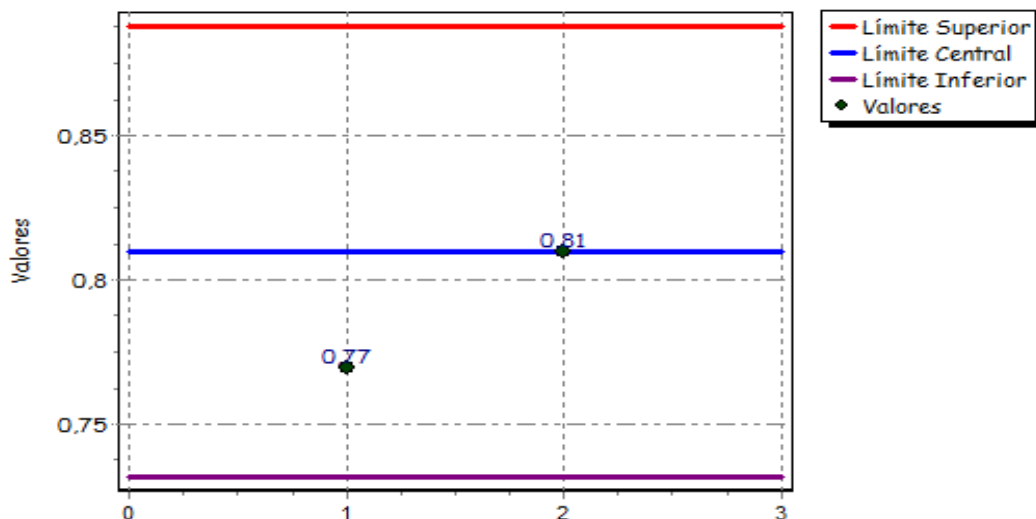 Límite Superior
Límite Central
Límite Inferior
Valores
0,85
0,8
0,75
Valores
0,81
0,77
0 1 2 3